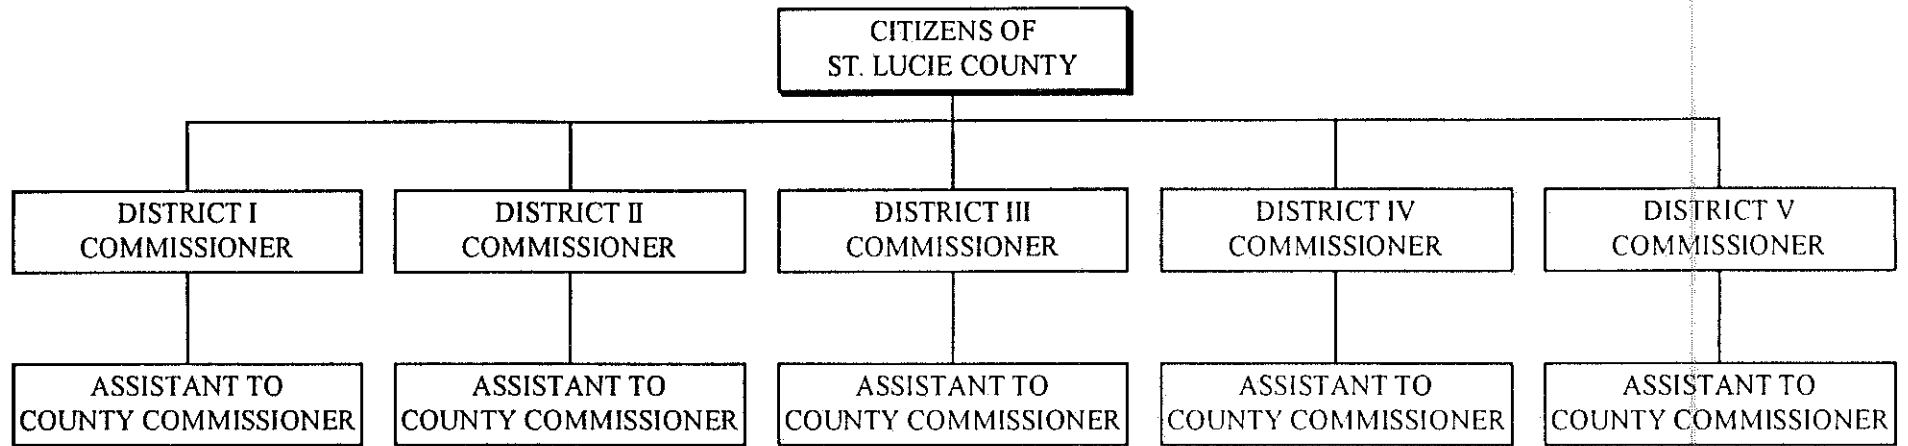 CITIZENS OF
ST. LUCIE COUNTY
DISTRICT I
COMMISSIONER
DISTRICT II
COMMISSIONER
DISTRICT III
COMMISSIONER
DISTRICT IV
COMMISSIONER
DISTRICT V
COMMISSIONER
ASSISTANT TO
COUNTY COMMISSIONER
ASSISTANT TO
COUNTY COMMISSIONER
ASSISTANT TO
COUNTY COMMISSIONER
ASSISTANT TO
COUNTY COMMISSIONER
ASSISTANT TO
COUNTY COMMISSIONER